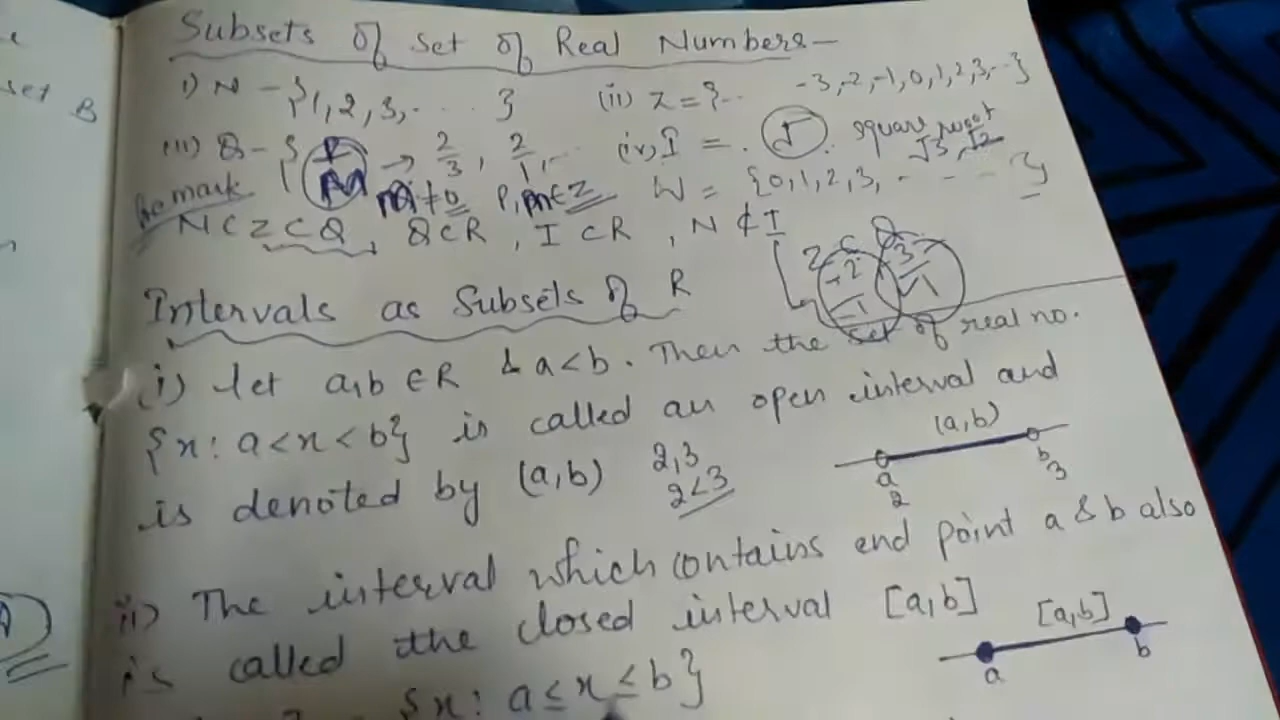 set B
Subsets of set of Real Numbers—
i) N - {1, 2, 3, . . . . } (ii) Z = {.. -3, -2, -1, 0, 1, 2, 3, ..}
(iii) Q - { → 2/3, 2/1, .. (iv) I = . √ . square root √3, √2
≠ 0 ∈ Z W = {0, 1, 2, 3, - - - - }
Remark
N ⊂ Z ⊂ Q, Q ⊂ R, I ⊂ R, N ⊄ I
Z ⊂ Q
Intervals as Subsets of R
(i) let a,b ∈ R & a<b. Then the set of real no.
{x : a < x < b} is called an open interval and
is denoted by (a,b) 2,3
2<3
(a,b)
a b
2 3
ii) The interval which contains end point a & b also
is called the closed interval [a,b]
[a,b]
a b
{x : a ≤ x ≤ b}